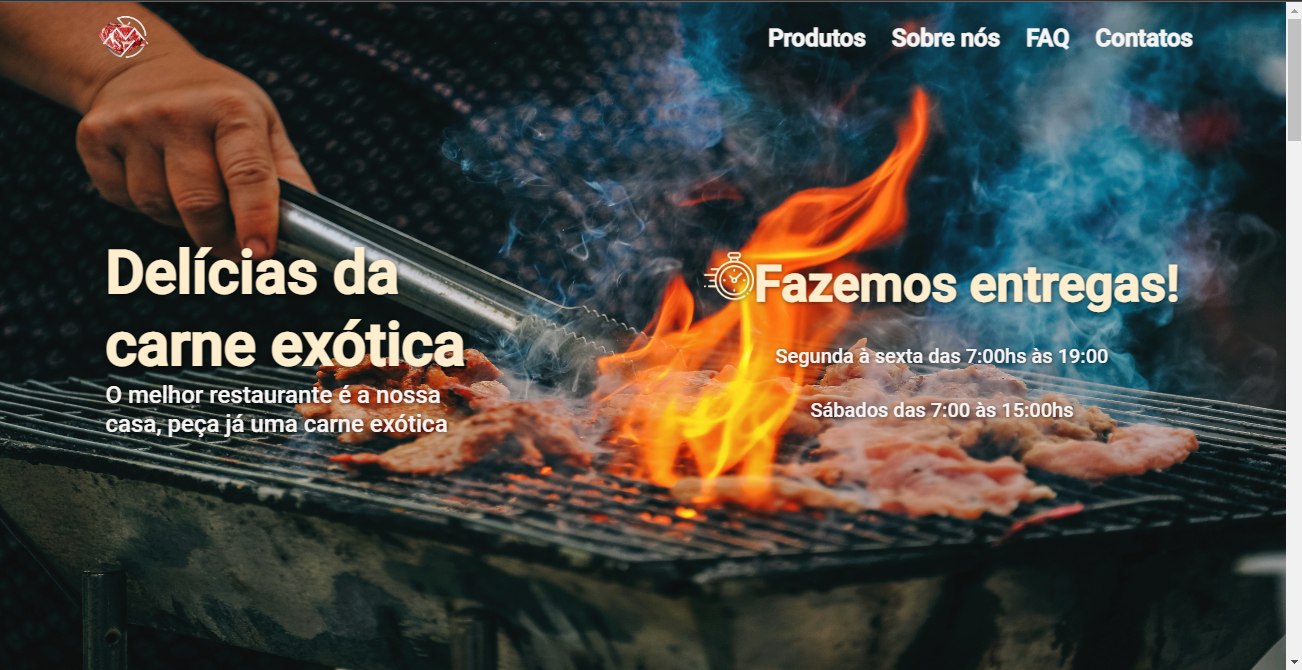 Produtos Sobre nós FAQ Contatos
Delícias da
carne exótica
O melhor restaurante é a nossa
casa, peça já uma carne exótica
Fazemos entregas!
Segunda à sexta das 7:00hs às 19:00
Sábados das 7:00 às 15:00hs